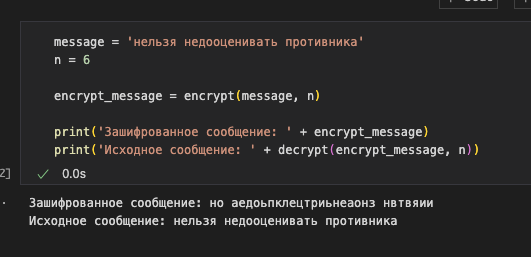 message = 'нельзя недооценивать противника'
n = 6
encrypt_message = encrypt(message, n)
print('Зашифрованное сообщение: ' + encrypt_message)
print('Исходное сообщение: ' + decrypt(encrypt_message, n))
2]
0.0s
Зашифрованное сообщение: но аедоьпклецтриьнеаонз нвтвяии
Исходное сообщение: нельзя недооценивать противника